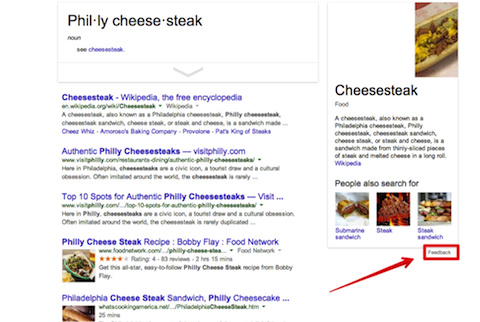 Phil·ly cheese·steak
noun
see cheesesteak.
Cheesesteak - Wikipedia, the free encyclopedia
en.wikipedia.org/wiki/Cheesesteak ▾ Wikipedia ▾
A cheesesteak, also known as a Philadelphia cheesesteak, Philly cheesesteak,
cheesesteak sandwich, cheese steak, or steak and cheese, is a sandwich made ...
Cheez Whiz - Amoroso's Baking Company - Provolone - Pat's King of Steaks
Authentic Philly Cheesesteaks — visitphilly.com
www.visitphilly.com/restaurants-dining/authentic-philly-cheesesteaks/ ▾
Here in Philadelphia, cheesesteaks are a civic icon, a tourist draw and a cultural
obsession. Often imitated around the world, the cheesesteak is rarely ...
Top 10 Spots for Authentic Philly Cheesesteaks — Visit ...
www.visitphilly.com/.../top-10-spots-for-authentic-philly-cheesesteaks/ ▾
Here in Philly, cheesesteaks are a civic icon, a tourist draw and a cultural
obsession. Often imitated around the world, the cheesesteak is rarely duplicated ...
Philly Cheese Steak Recipe : Bobby Flay : Food Network
www.foodnetwork.com/.../philly-chees... ▾ Food Network ▾
Rating: 4 - 83 reviews - 2 hrs 15 mins
Get this all-star, easy-to-follow Philly Cheese Steak recipe from Bobby
Flay.
Philadelphia Cheese Steak Sandwich, Philly Cheesecake ...
whatscookingamerica.net/.../PhiladelphiaCheeseSteak.htm ▾
25 mins
Cheesesteak
Food
A cheesesteak, also known as a
Philadelphia cheesesteak, Philly
cheesesteak, cheesesteak sandwich,
cheese steak, or steak and cheese, is a
sandwich made from thinly-sliced pieces
of steak and melted cheese in a long roll.
Wikipedia
People also search for
Submarine sandwich
Steak
Steak sandwich
Feedback